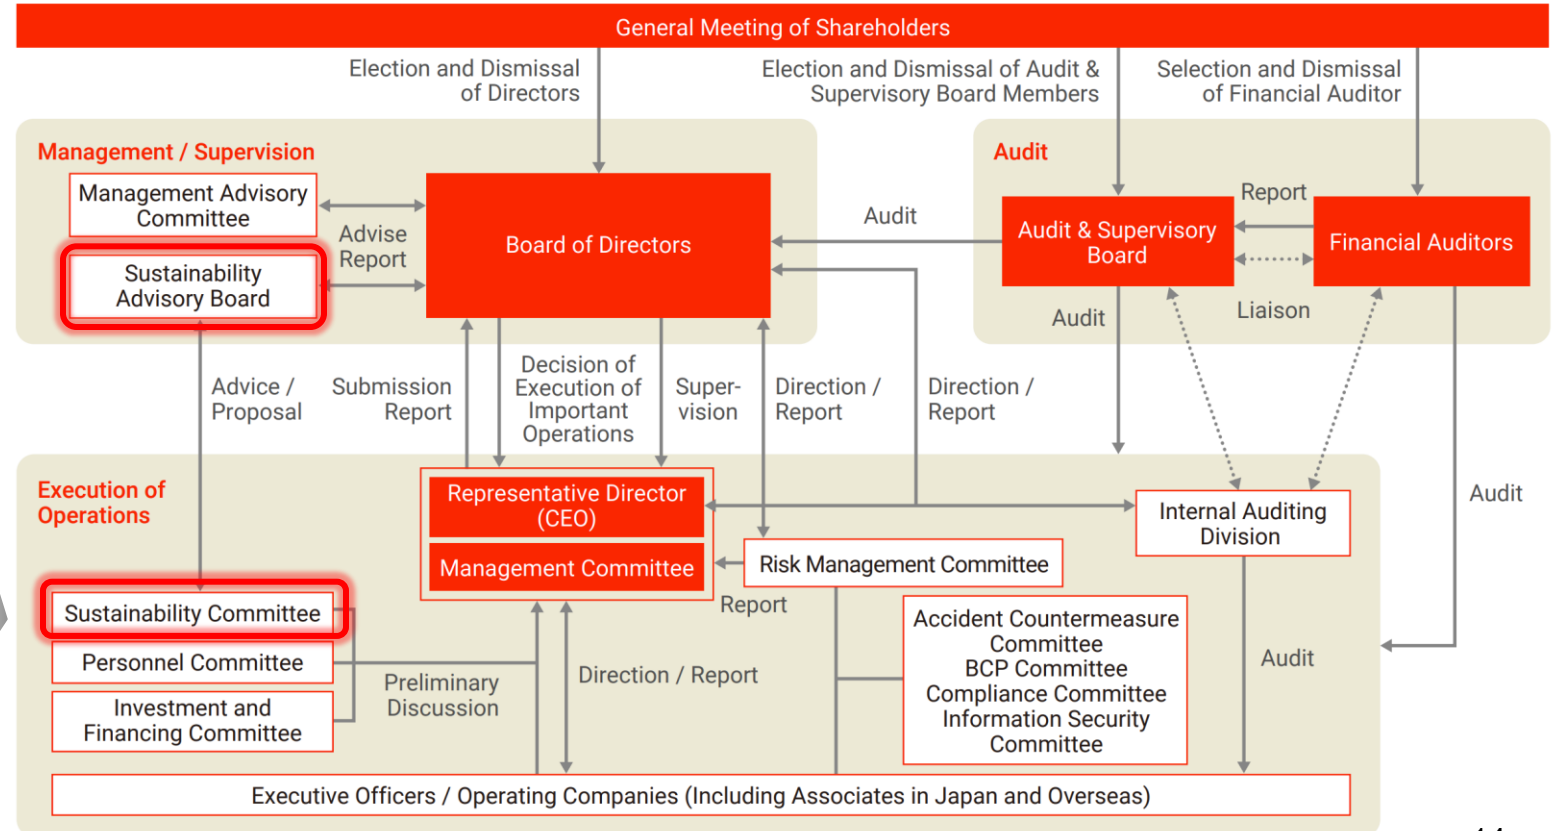 General Meeting of Shareholders
Election and Dismissal
of Directors
Election and Dismissal of Audit &
Supervisory Board Members
Selection and Dismissal
of Financial Auditor
Management / Supervision
Management Advisory
Committee
Sustainability
Advisory Board
Advise
Report
Board of Directors
Audit
Audit
Audit & Supervisory
Board
Report
Financial Auditors
Liaison
Audit
Advice /
Proposal
Submission
Report
Decision of
Execution of
Important
Operations
Super-
vision
Direction /
Report
Direction /
Report
Audit
Execution of
Operations
Representative Director
(CEO)
Management Committee
Internal Auditing
Division
Risk Management Committee
Report
Sustainability Committee
Personnel Committee
Investment and
Financing Committee
Preliminary
Discussion
Direction / Report
Accident Countermeasure
Committee
BCP Committee
Compliance Committee
Information Security
Committee
Audit
Executive Officers / Operating Companies (Including Associates in Japan and Overseas)